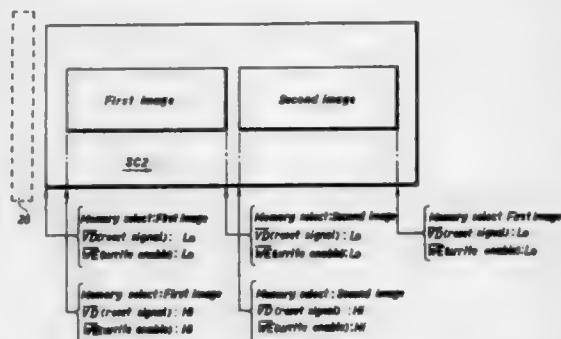 First Image
Second Image
SC2
20
Memory select:First Image
VD(reset signal): Lo
WE(write enable): Lo
Memory select:Second Image
VD(reset signal): Lo
WE(write enable):Lo
Memory select First Image
VD(reset signal): Lo
WE(write enable):Lo
Memory select:First Image
VD(reset signal): Hi
WE(write enable): Hi
Memory select:Second Image
VD(reset signal): Hi
WE(write enable):Hi